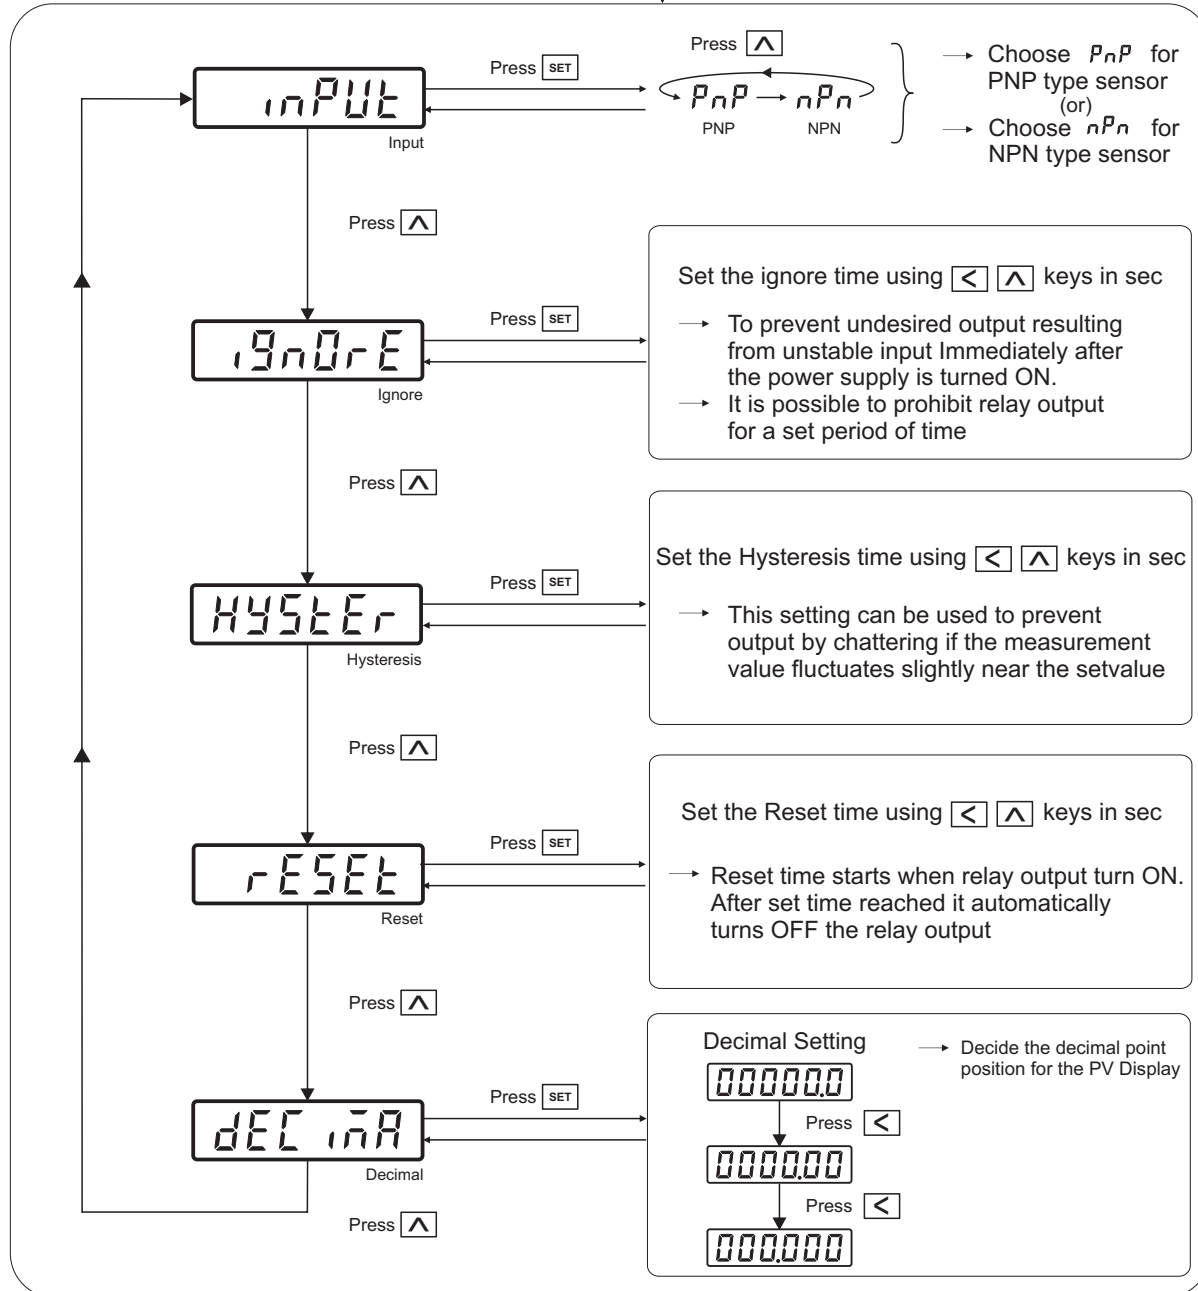 Press ∧
Press SET
inPUt
Input
PnP → nPn
PNP NPN
→ Choose PnP for
PNP type sensor
(or)
→ Choose nPn for
NPN type sensor
Press ∧
Set the ignore time using < ∧ keys in sec
→ To prevent undesired output resulting
from unstable input Immediately after
the power supply is turned ON.
→ It is possible to prohibit relay output
for a set period of time
Press SET
iGnOrE
Ignore
Press ∧
Set the Hysteresis time using < ∧ keys in sec
→ This setting can be used to prevent
output by chattering if the measurement
value fluctuates slightly near the setvalue
Press SET
HYStEr
Hysteresis
Press ∧
Set the Reset time using < ∧ keys in sec
→ Reset time starts when relay output turn ON.
After set time reached it automatically
turns OFF the relay output
Press SET
rESEt
Reset
Press ∧
Decimal Setting
→ Decide the decimal point
position for the PV Display
00000.0
Press <
0000.00
Press <
000.000
Press SET
dECimA
Decimal
Press ∧